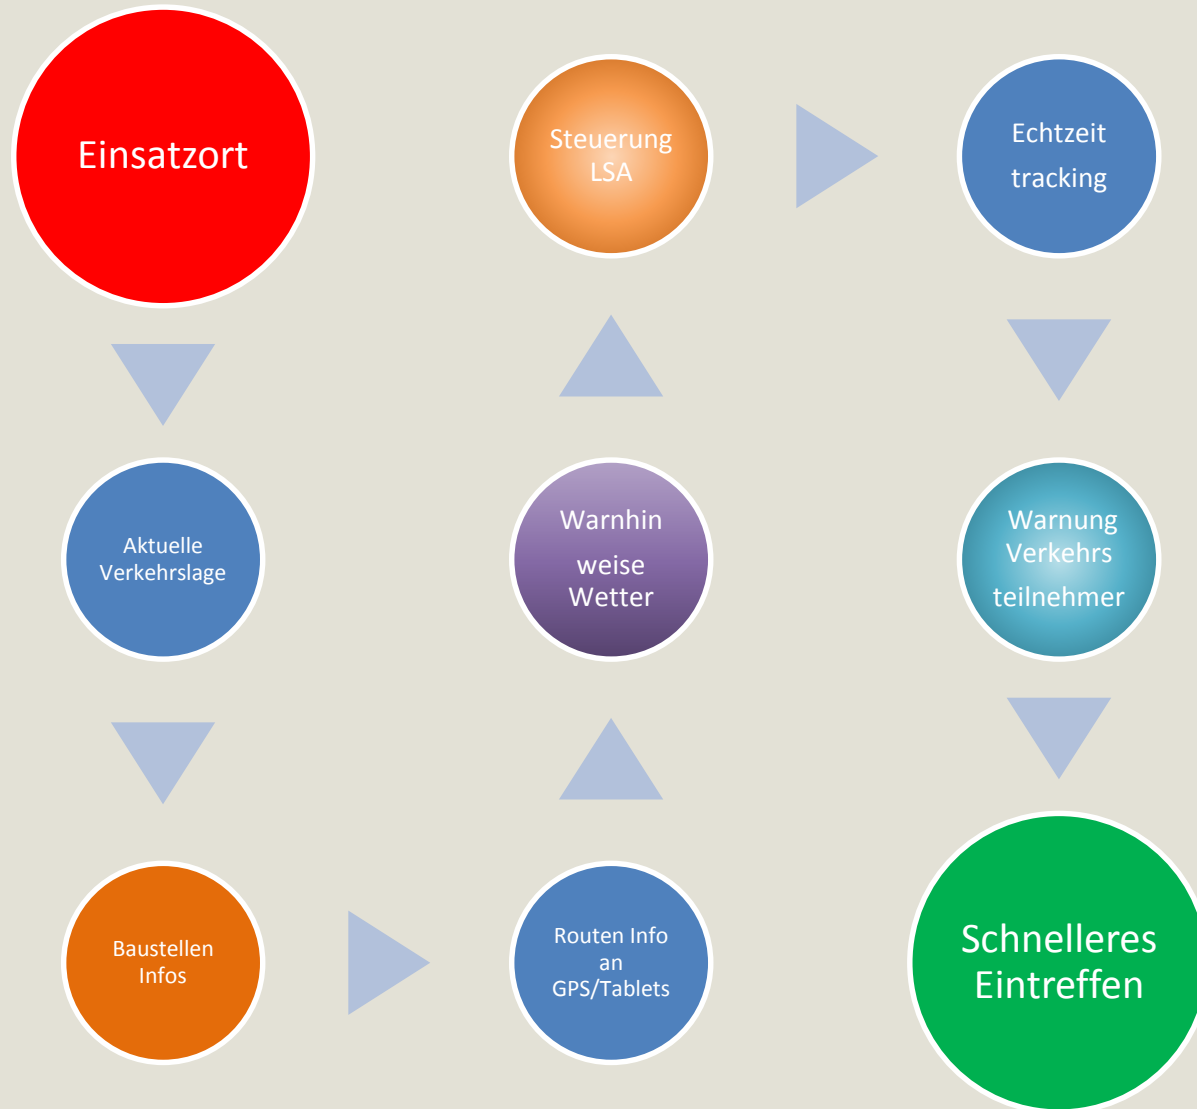 Einsatzort
Aktuelle
Verkehrslage
Baustellen
Infos
Routen Info
an
GPS/Tablets
Warnhin
weise
Wetter
Steuerung
LSA
Echtzeit
tracking
Warnung
Verkehrs
teilnehmer
Schnelleres
Eintreffen